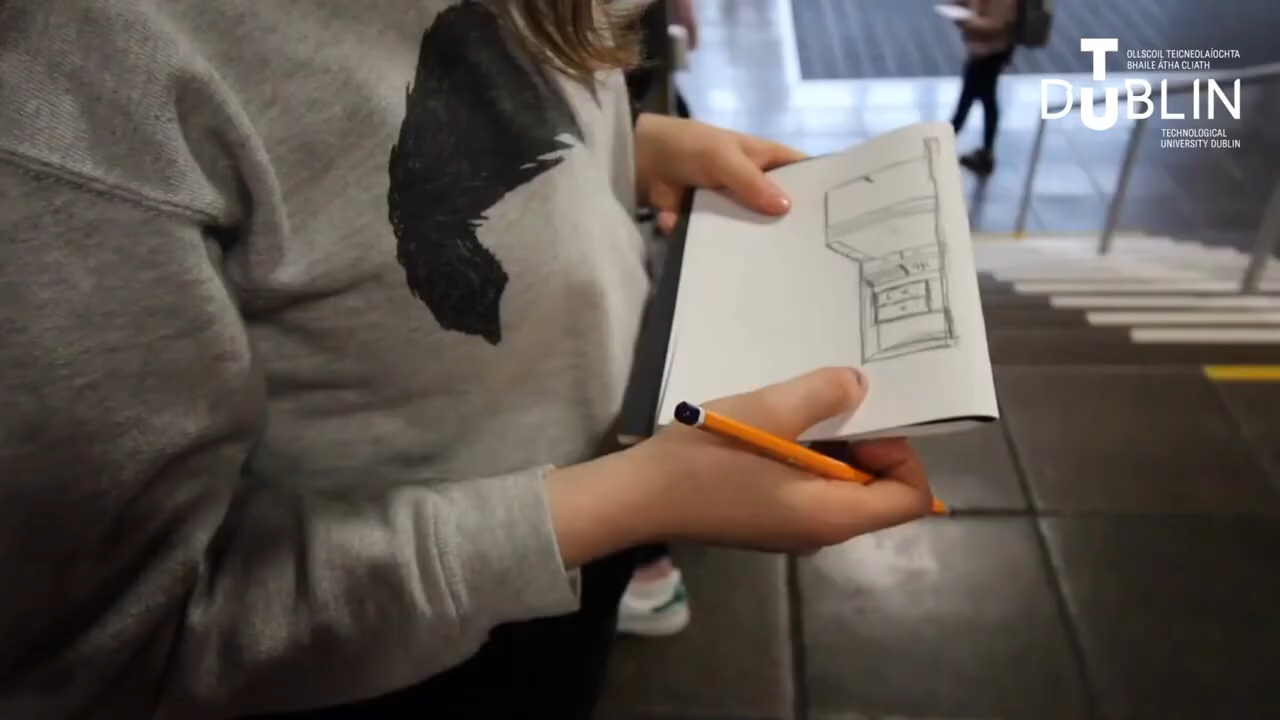 OLLSCOIL TEICNEOLAÍOCHTA
BHAILE ÁTHA CLIATH
TU DUBLIN
TECHNOLOGICAL
UNIVERSITY DUBLIN